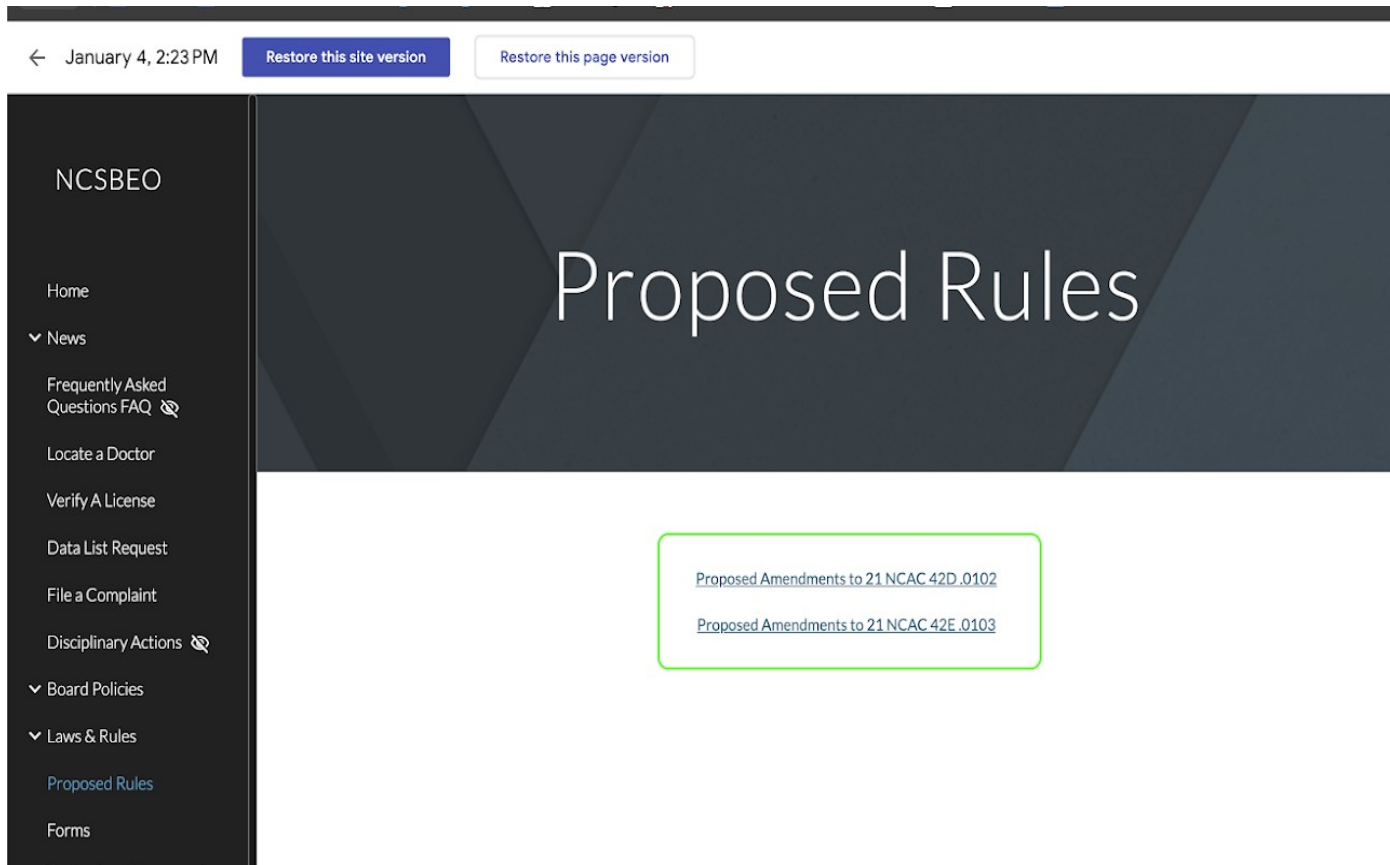 January 4, 2:23 PM
Restore this site version
Restore this page version
NCSBEO
Home
News
Frequently Asked
Questions FAQ
Locate a Doctor
Verify A License
Data List Request
File a Complaint
Disciplinary Actions
Board Policies
Laws & Rules
Proposed Rules
Forms
Proposed Rules
Proposed Amendments to 21 NCAC 42D .0102
Proposed Amendments to 21 NCAC 42E .0103